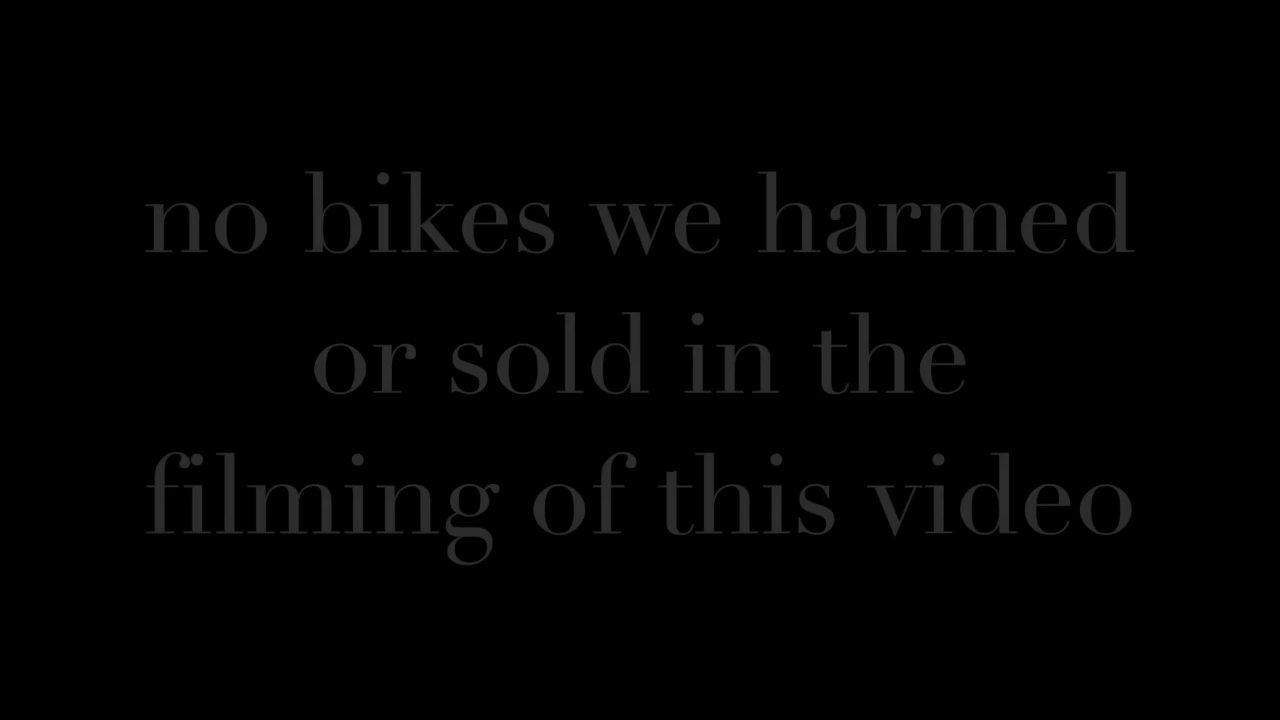 no bikes we harmed
or sold in the
filming of this video